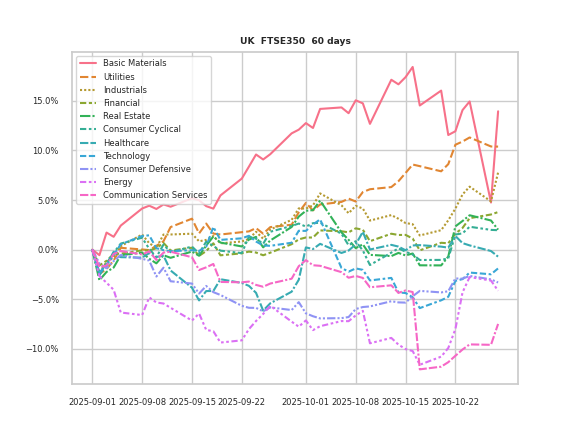 UK  FTSE350  60 days
Basic Materials
Utilities
Industrials
Financial
Real Estate
Consumer Cyclical
Healthcare
Technology
Consumer Defensive
Energy
Communication Services
15.0%
10.0%
5.0%
0.0%
−5.0%
−10.0%
2025-09-01 2025-09-08 2025-09-15 2025-09-22 2025-10-01 2025-10-08 2025-10-15 2025-10-22